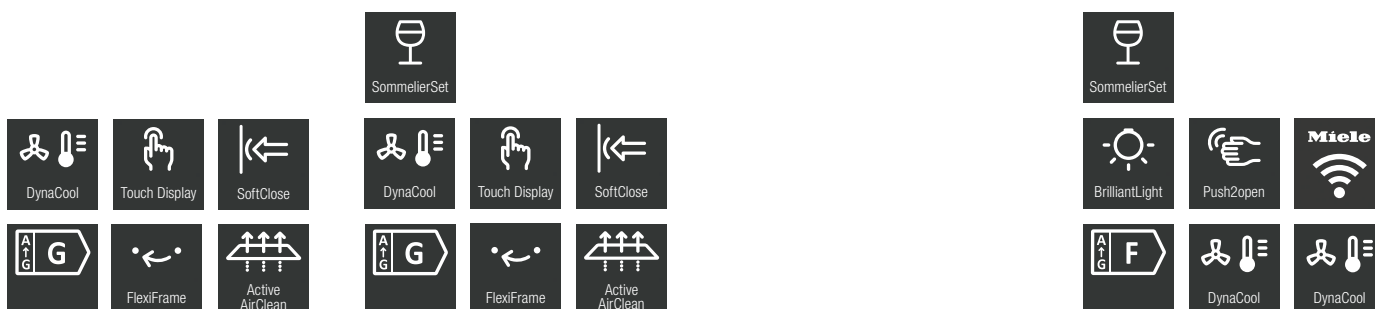 SommelierSet
SommelierSet
DynaCool
Touch Display
SoftClose
DynaCool
Touch Display
SoftClose
BrilliantLight
Push2open
Miele
A
G
G
FlexiFrame
Active
AirClean
A
G
G
FlexiFrame
Active
AirClean
A
G
F
DynaCool
DynaCool